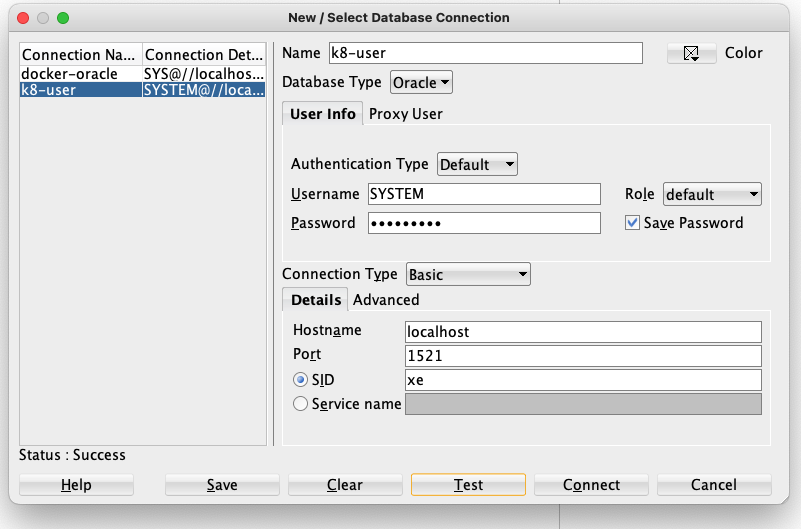 New / Select Database Connection
Connection Na... Connection Det...
docker-oracle SYS@//localhos...
k8-user SYSTEM@//loca...
Name k8-user Color
Database Type Oracle
User Info Proxy User
Authentication Type Default
Username SYSTEM Role default
Password ••••••••• Save Password
Connection Type Basic
Details Advanced
Hostname localhost
Port 1521
SID xe
Service name
Status : Success
Help Save Clear Test Connect Cancel